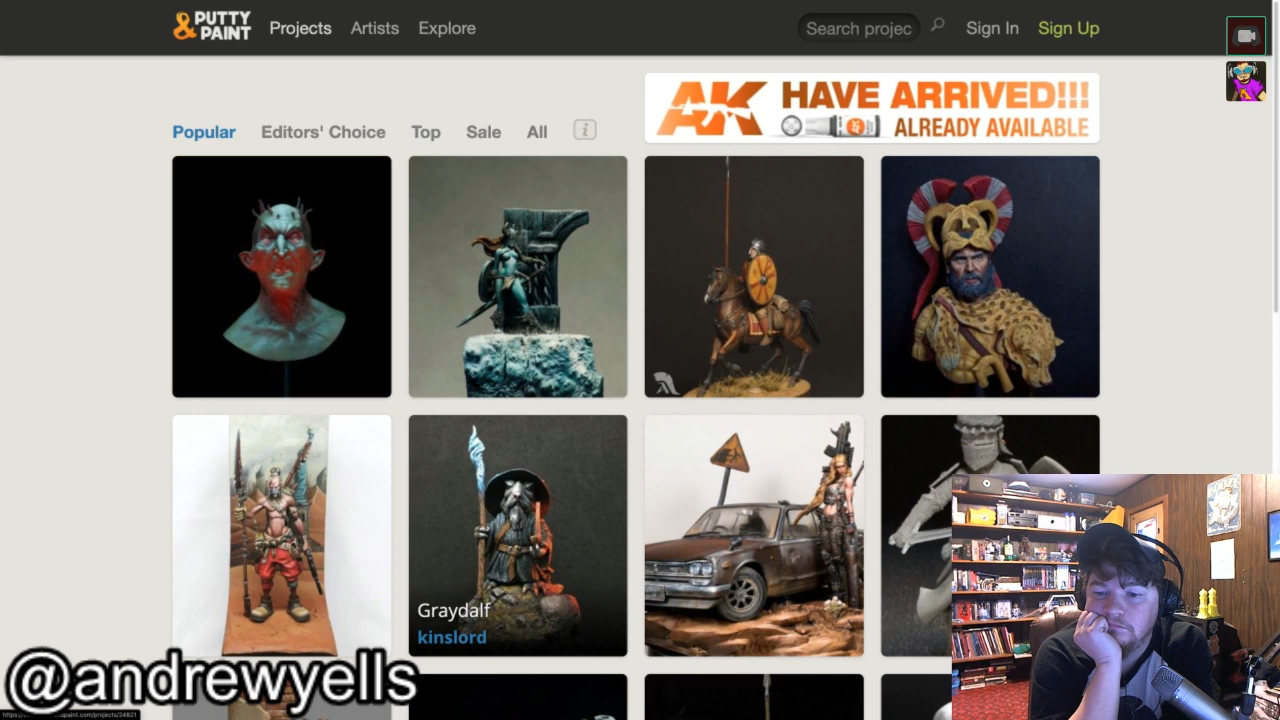 PUTTY
& PAINT
Projects
Artists
Explore
Search projec
Sign In
Sign Up
AK HAVE ARRIVED!!!
ALREADY AVAILABLE
Popular
Editors' Choice
Top
Sale
All
i
Graydalf
kinslord
@andrewyells